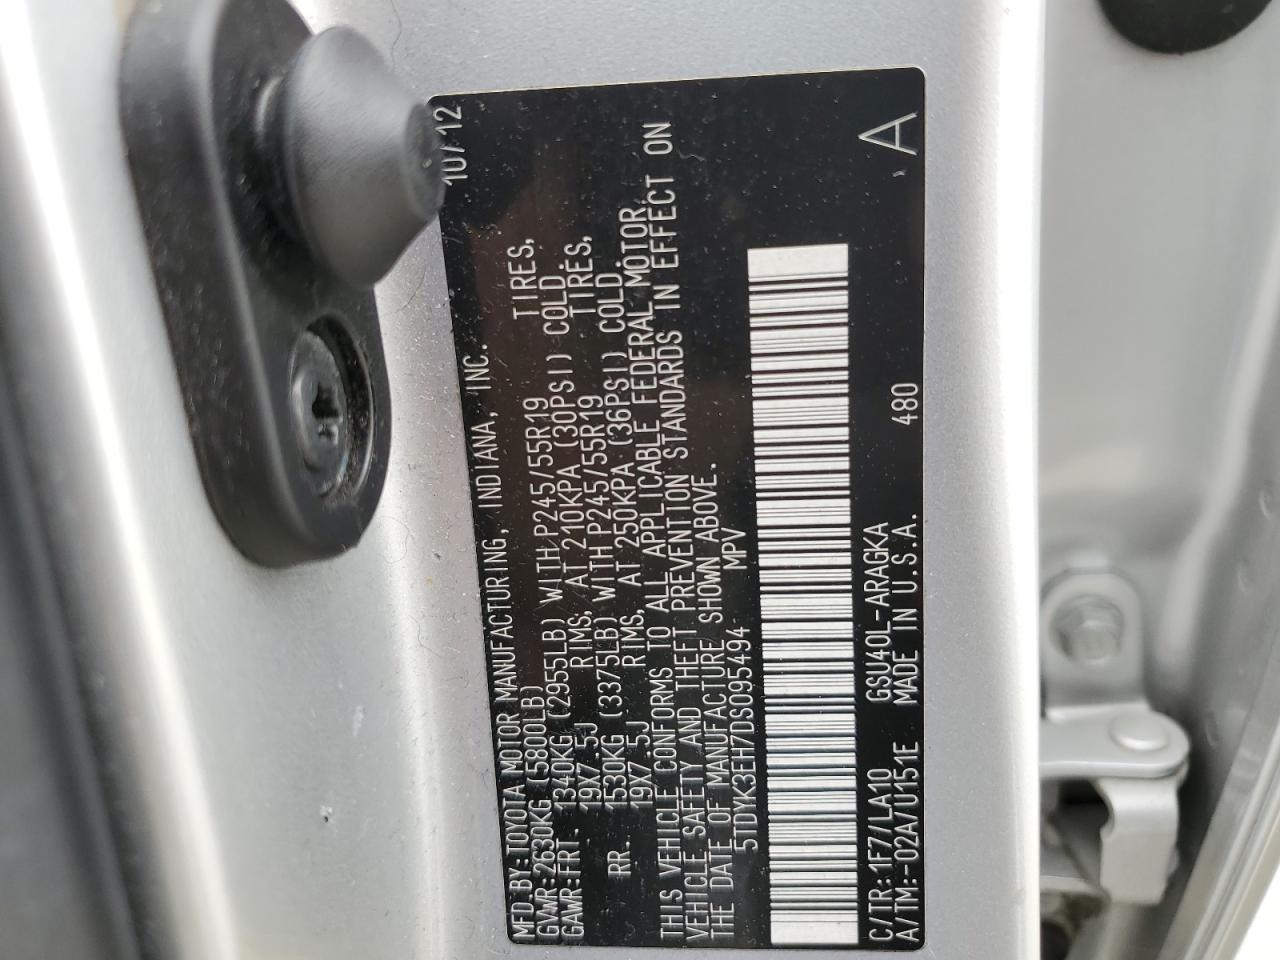 MFD.BY:TOYOTA MOTOR MANUFACTURING, INDIANA, INC. 10/12
GVWR:2630KG (5800LB)
GAWR:FRT. 1340KG (2955LB) WITH P245/55R19 TIRES,
19X7.5J RIMS, AT 210KPA (30PSI) COLD.
RR. 1530KG (3375LB) WITH P245/55R19 TIRES,
19X7.5J RIMS, AT 250KPA (36PSI) COLD.
THIS VEHICLE CONFORMS TO ALL APPLICABLE FEDERAL MOTOR
VEHICLE SAFETY AND THEFT PREVENTION STANDARDS IN EFFECT ON
THE DATE OF MANUFACTURE SHOWN ABOVE.
5TDYK3EH7DS095494 MPV
C/TR:1F7/LA10 GSU40L-ARAGKA
A/TM:-02A/U151E MADE IN U.S.A. 480 A